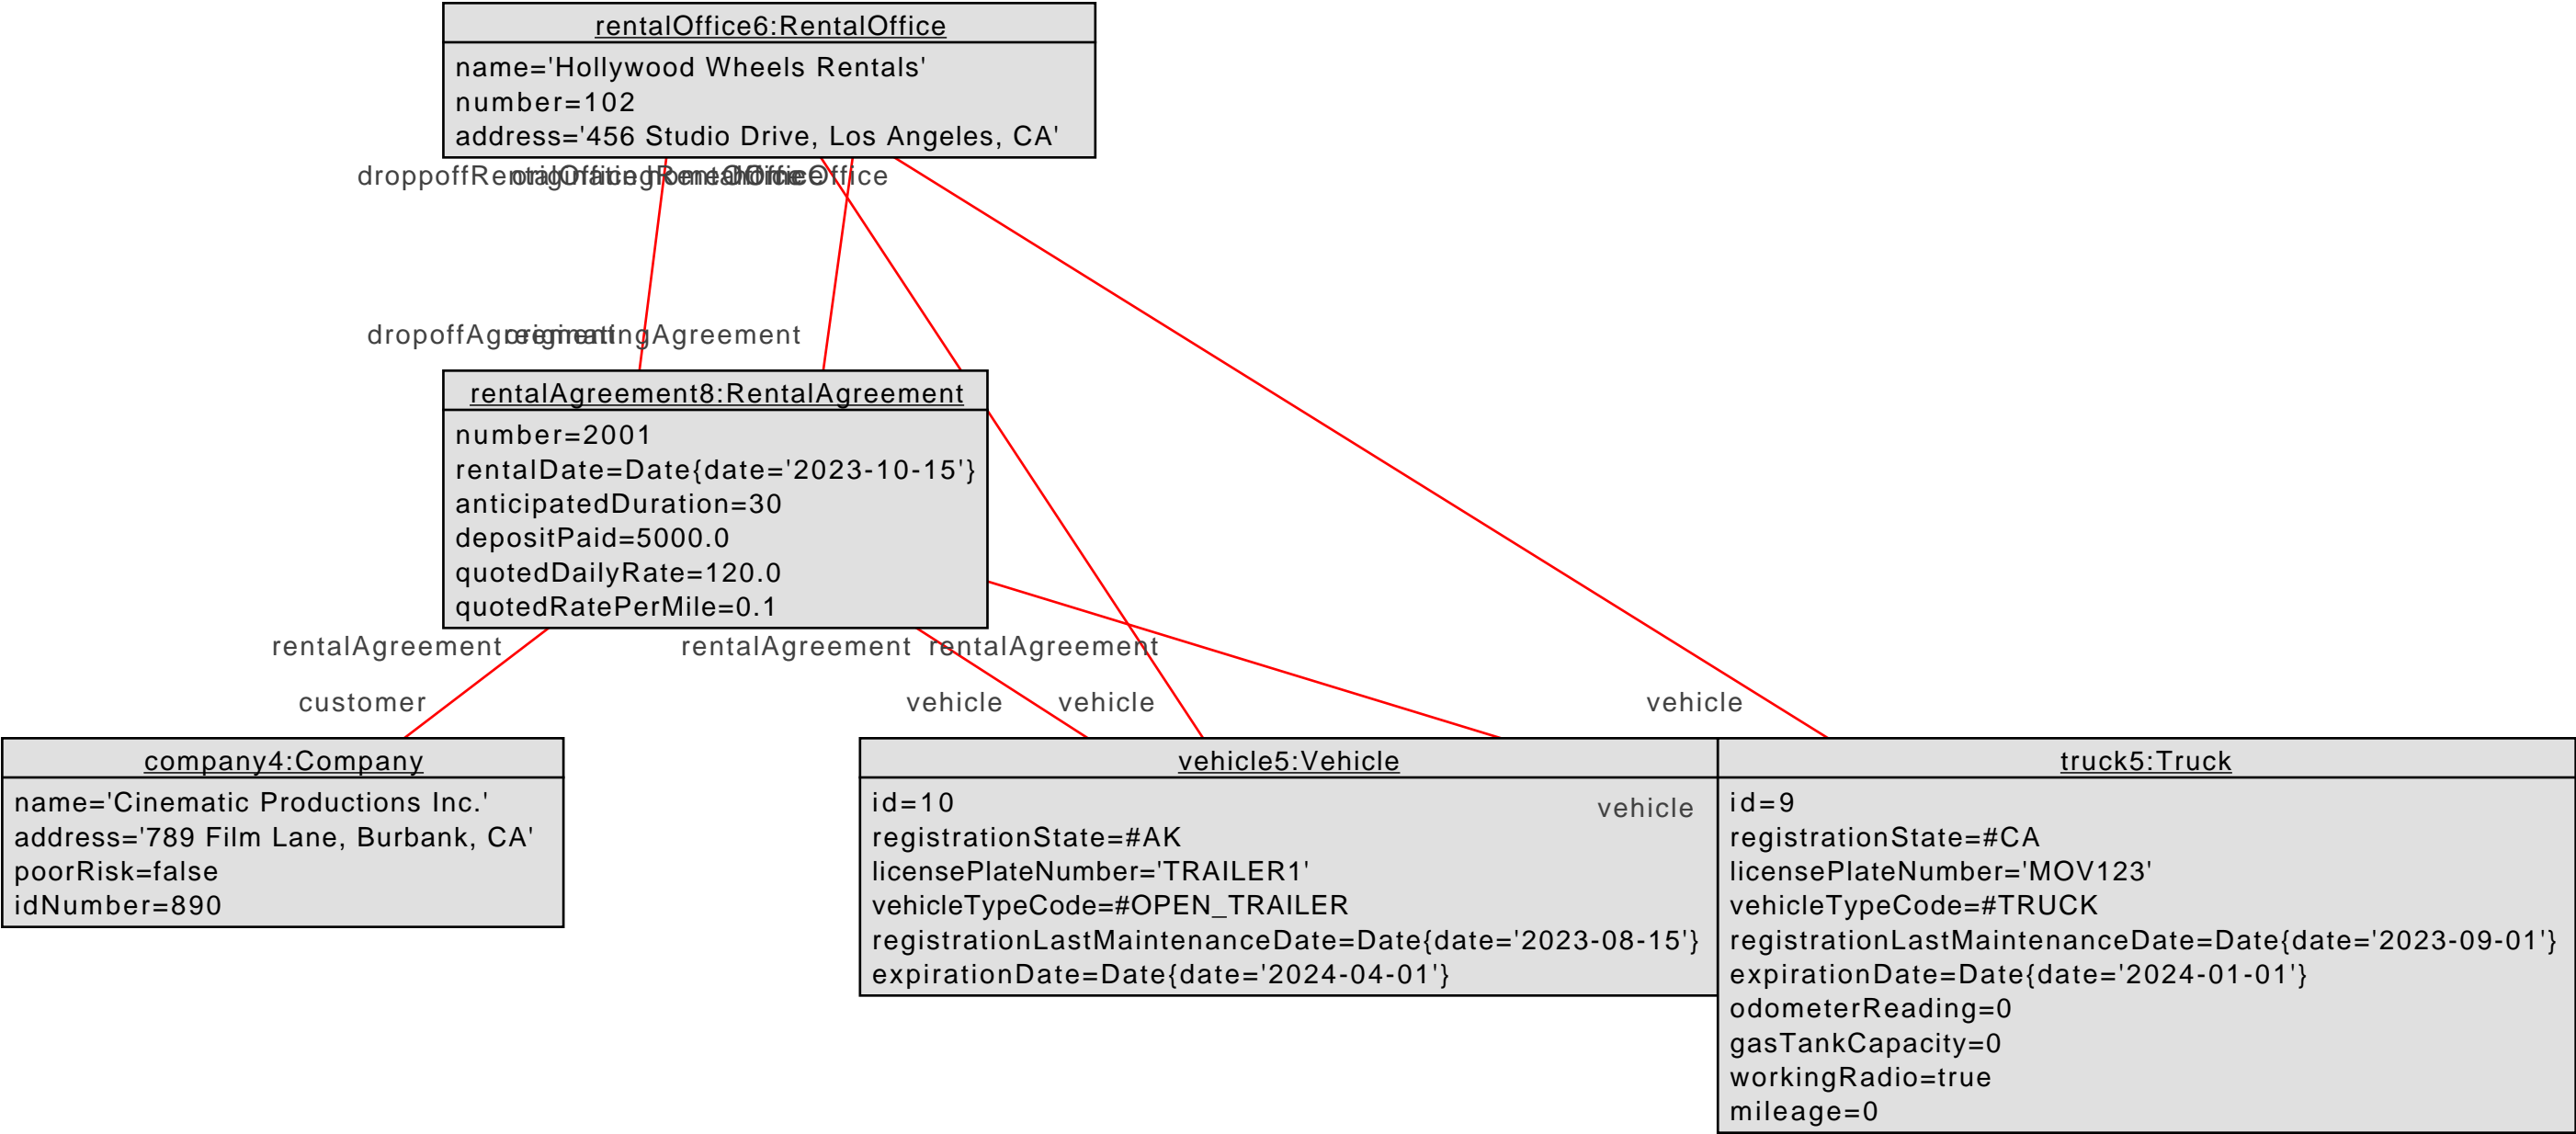 rentalOffice6:RentalOffice
name='Hollywood Wheels Rentals'
number=102
address='456 Studio Drive, Los Angeles, CA'
rentalAgreement8:RentalAgreement
number=2001
rentalDate=Date{date='2023-10-15'}
anticipatedDuration=30
depositPaid=5000.0
quotedDailyRate=120.0
quotedRatePerMile=0.1
rentalAgreement rentalAgreement rentalAgreement
customer vehicle vehicle vehicle
company4:Company
name='Cinematic Productions Inc.'
address='789 Film Lane, Burbank, CA'
poorRisk=false
idNumber=890
vehicle5:Vehicle
id=10
vehicle
registrationState=#AK
licensePlateNumber='TRAILER1'
vehicleTypeCode=#OPEN_TRAILER
registrationLastMaintenanceDate=Date{date='2023-08-15'}
expirationDate=Date{date='2024-04-01'}
truck5:Truck
id=9
registrationState=#CA
licensePlateNumber='MOV123'
vehicleTypeCode=#TRUCK
registrationLastMaintenanceDate=Date{date='2023-09-01'}
expirationDate=Date{date='2024-01-01'}
odometerReading=0
gasTankCapacity=0
workingRadio=true
mileage=0